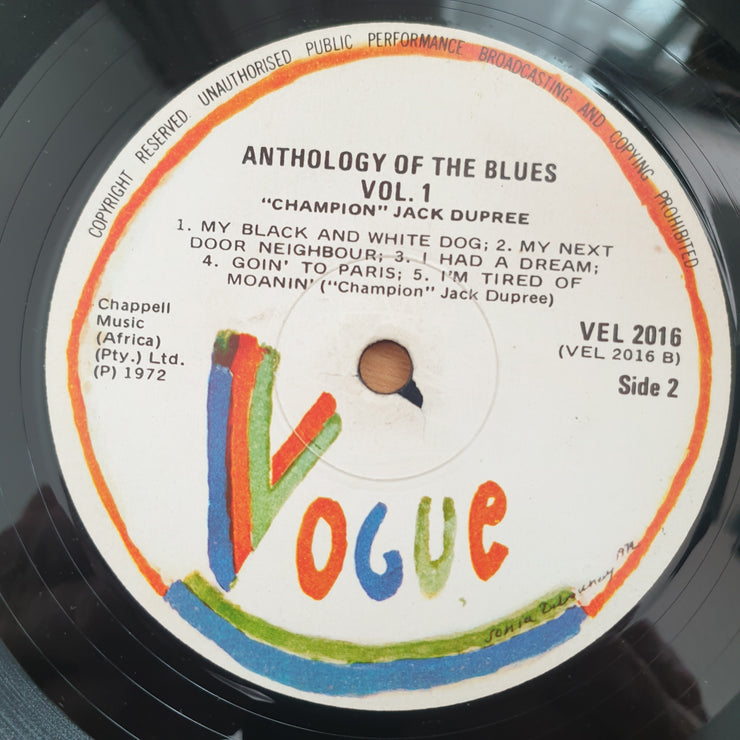 COPYRIGHT RESERVED UNAUTHORISED PUBLIC PERFORMANCE BROADCASTING AND COPYING PROHIBITED
ANTHOLOGY OF THE BLUES
VOL. 1
"CHAMPION" JACK DUPREE
1. MY BLACK AND WHITE DOG; 2. MY NEXT
DOOR NEIGHBOUR; 3. I HAD A DREAM;
4. GOIN' TO PARIS; 5. I'M TIRED OF
MOANIN' ("Champion" Jack Dupree)
Chappell
Music
(Africa)
(Pty.) Ltd.
(P) 1972
VEL 2016
(VEL 2016 B)
Side 2
VOGUE
Sonia